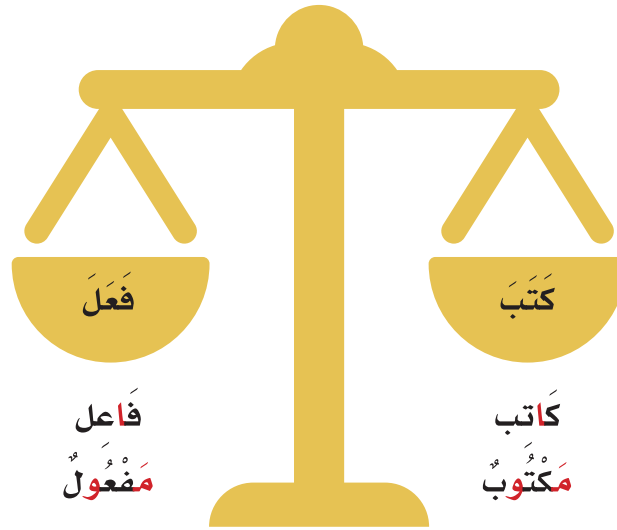 كَتَبَ
كَاتِب
مَكْتُوبٌ
فَعَلَ
فَاعِل
مَفْعُولٌ